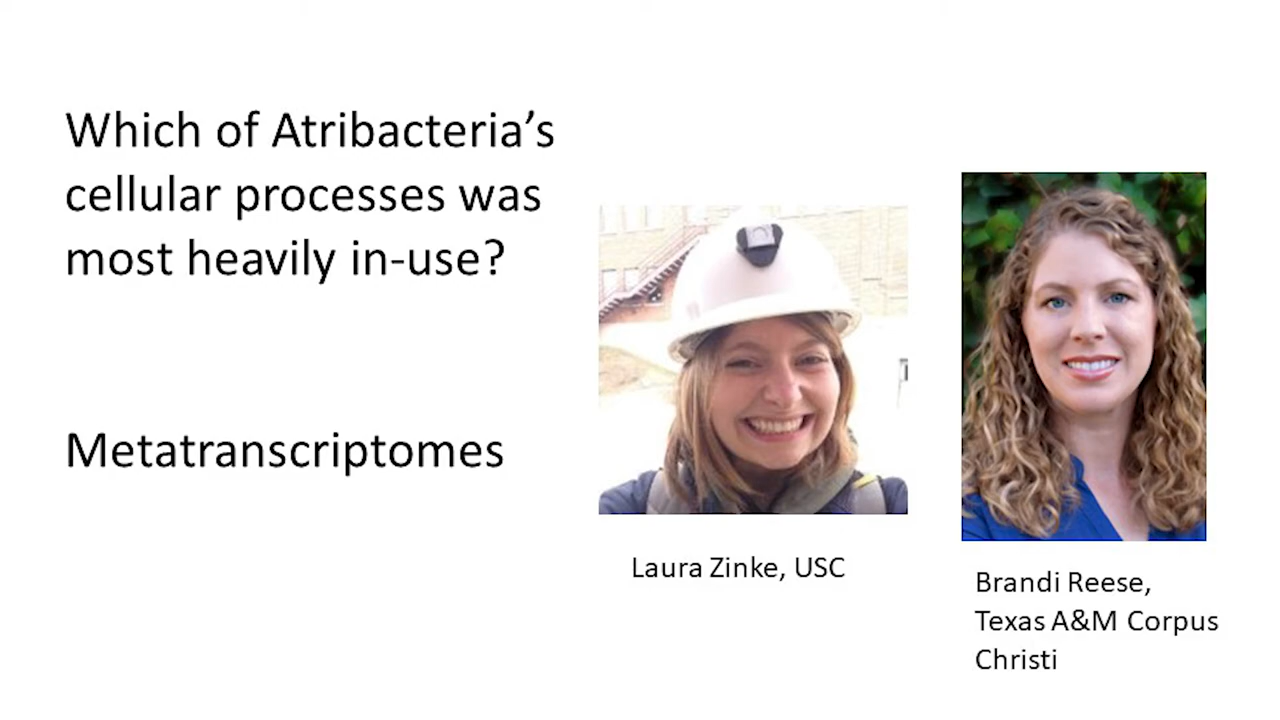 Which of Atribacteria’s
cellular processes was
most heavily in-use?
Metatranscriptomes
Laura Zinke, USC
Brandi Reese,
Texas A&M Corpus
Christi